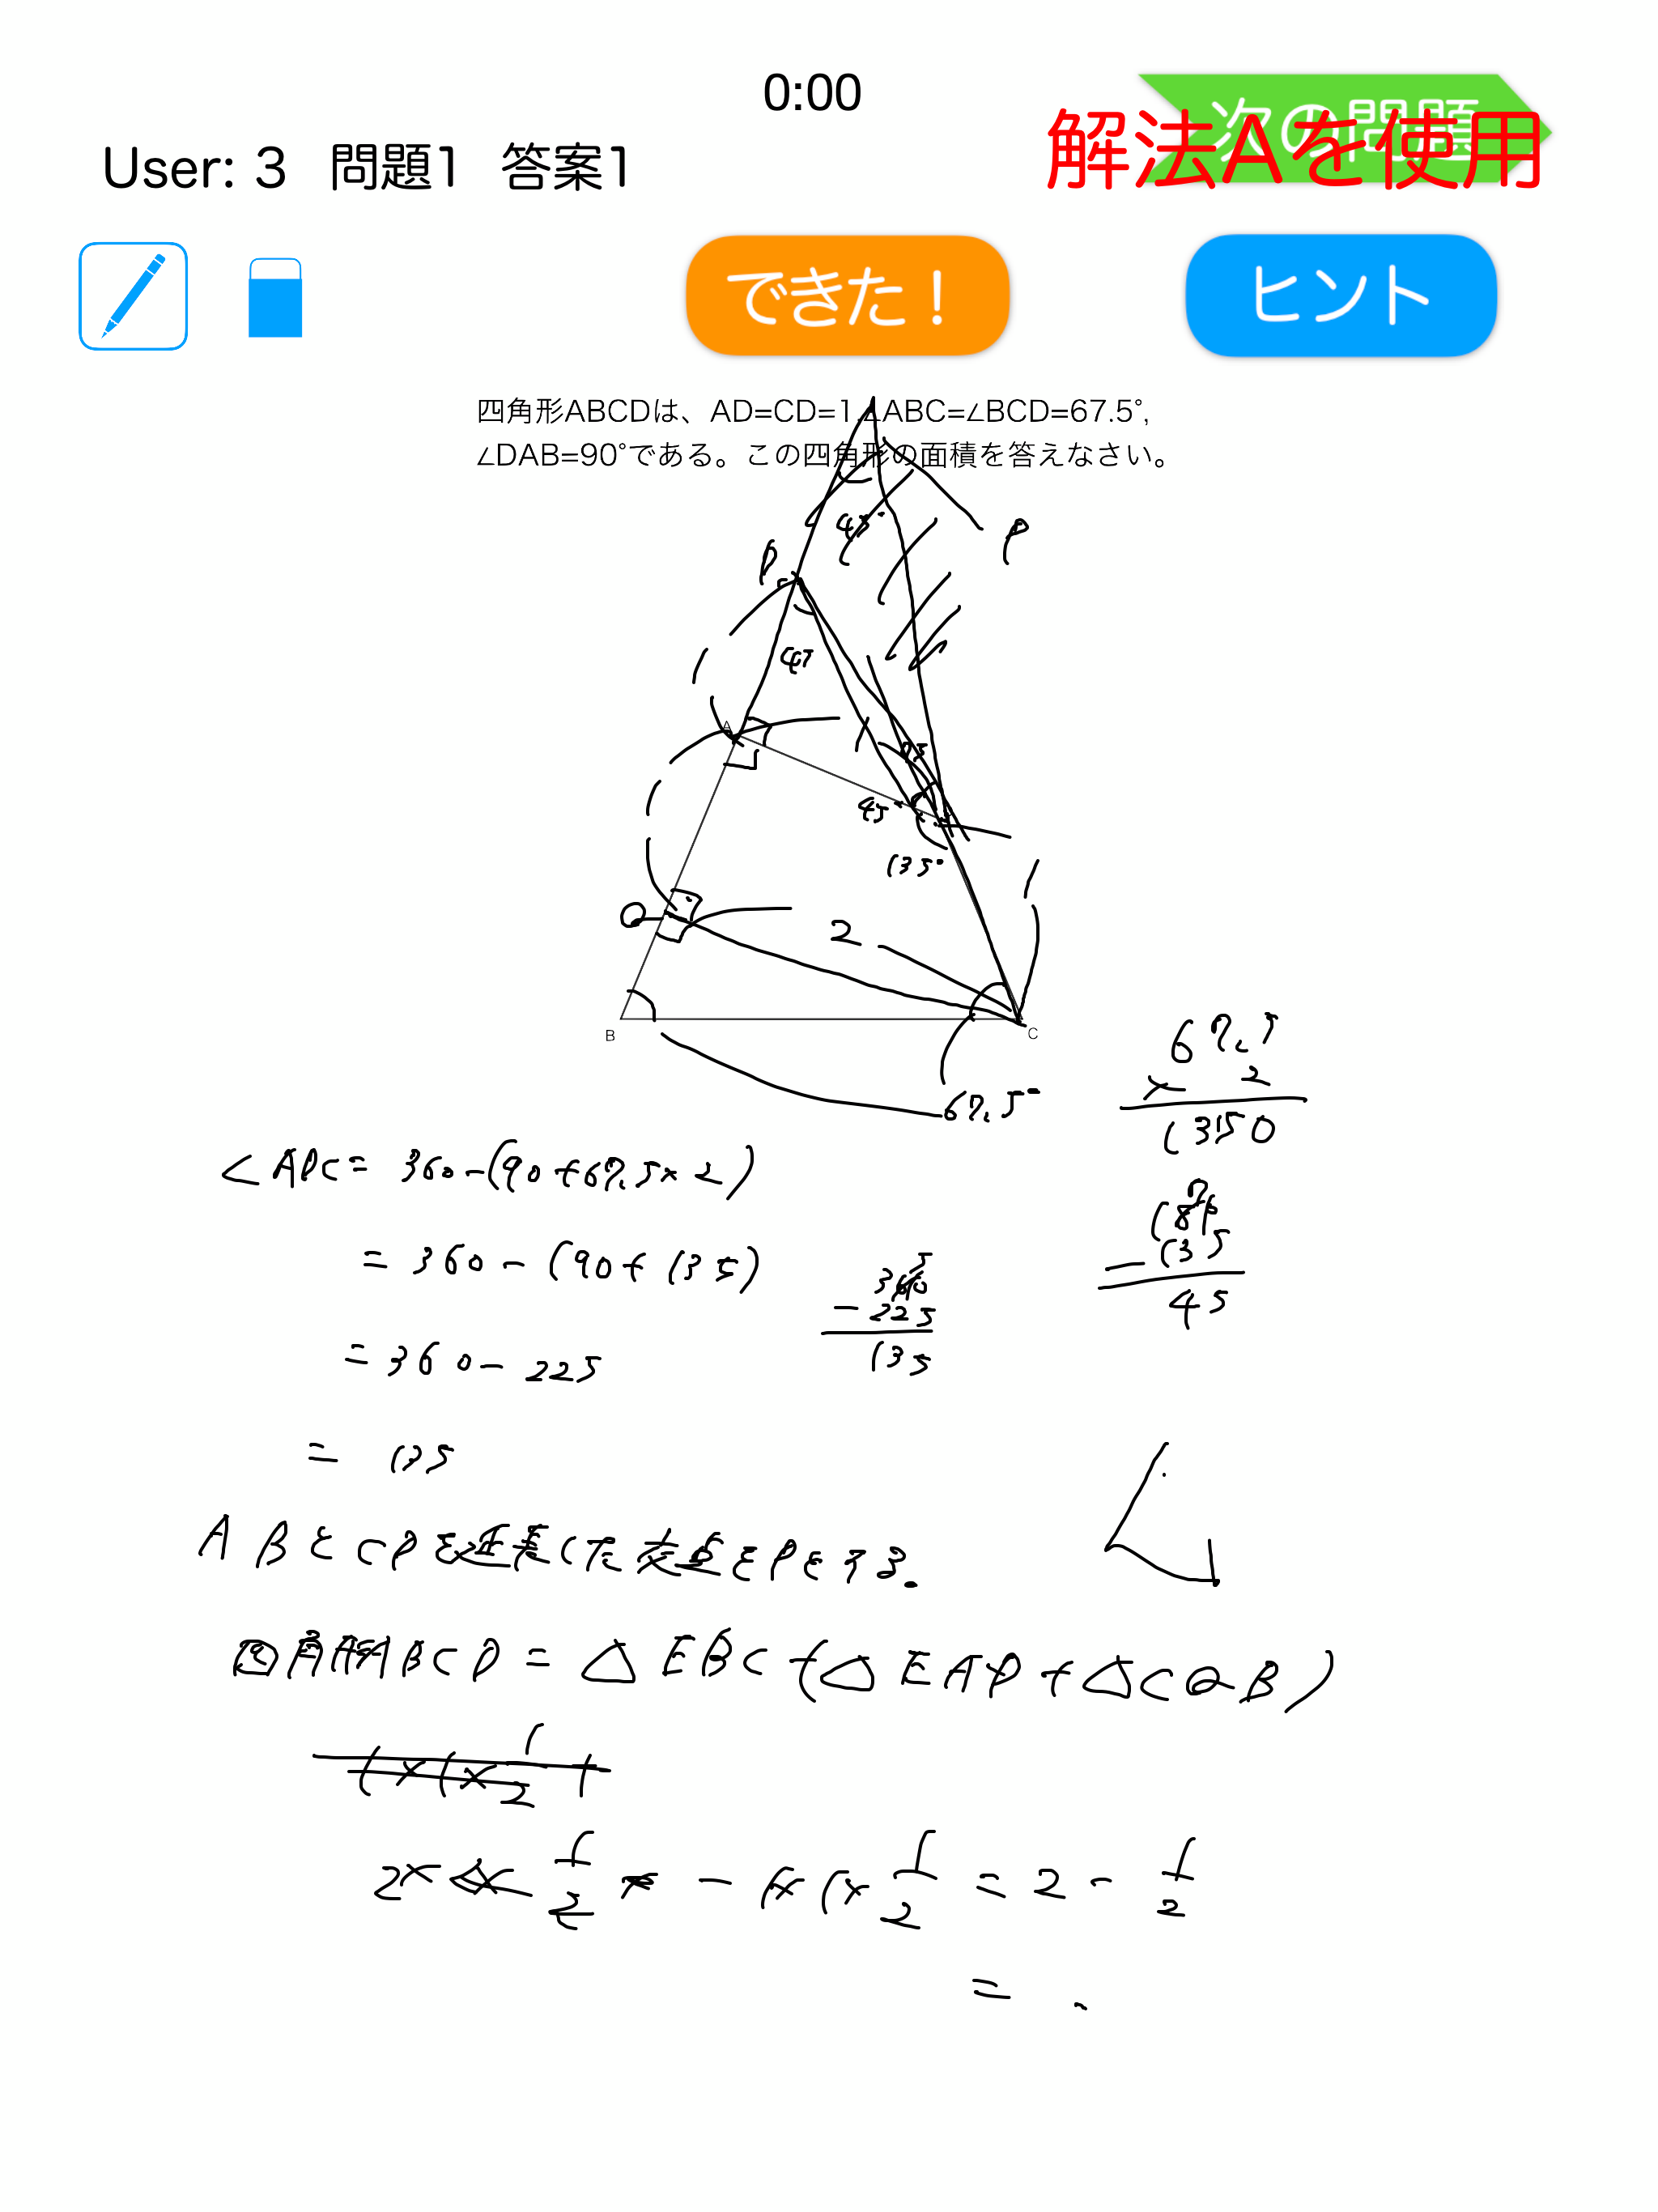 0:00
User: 3 問題1 答案1
次の問題
解法Aを使用
できた！
ヒント
四角形ABCDは、AD=CD=1,∠ABC=∠BCD=67.5°,
∠DAB=90°である。この四角形の面積を答えなさい。
45°
P
P
45
A
45
45°
135°
Q
2
B
C
67.5°
67.5
× 2
1350
∠ADC= 360-(90+67.5×2)
= 360-(90+135)
= 360-225
= 135
360
-225
135
180
-135
45
ABとCDを延長した交点をPとする.
四角形ABCD = △EBC-(△EAD+△CQB)
1×1×1/2+
2× × 1/2 - 1×1×1/2 = 2 - 1/2
=